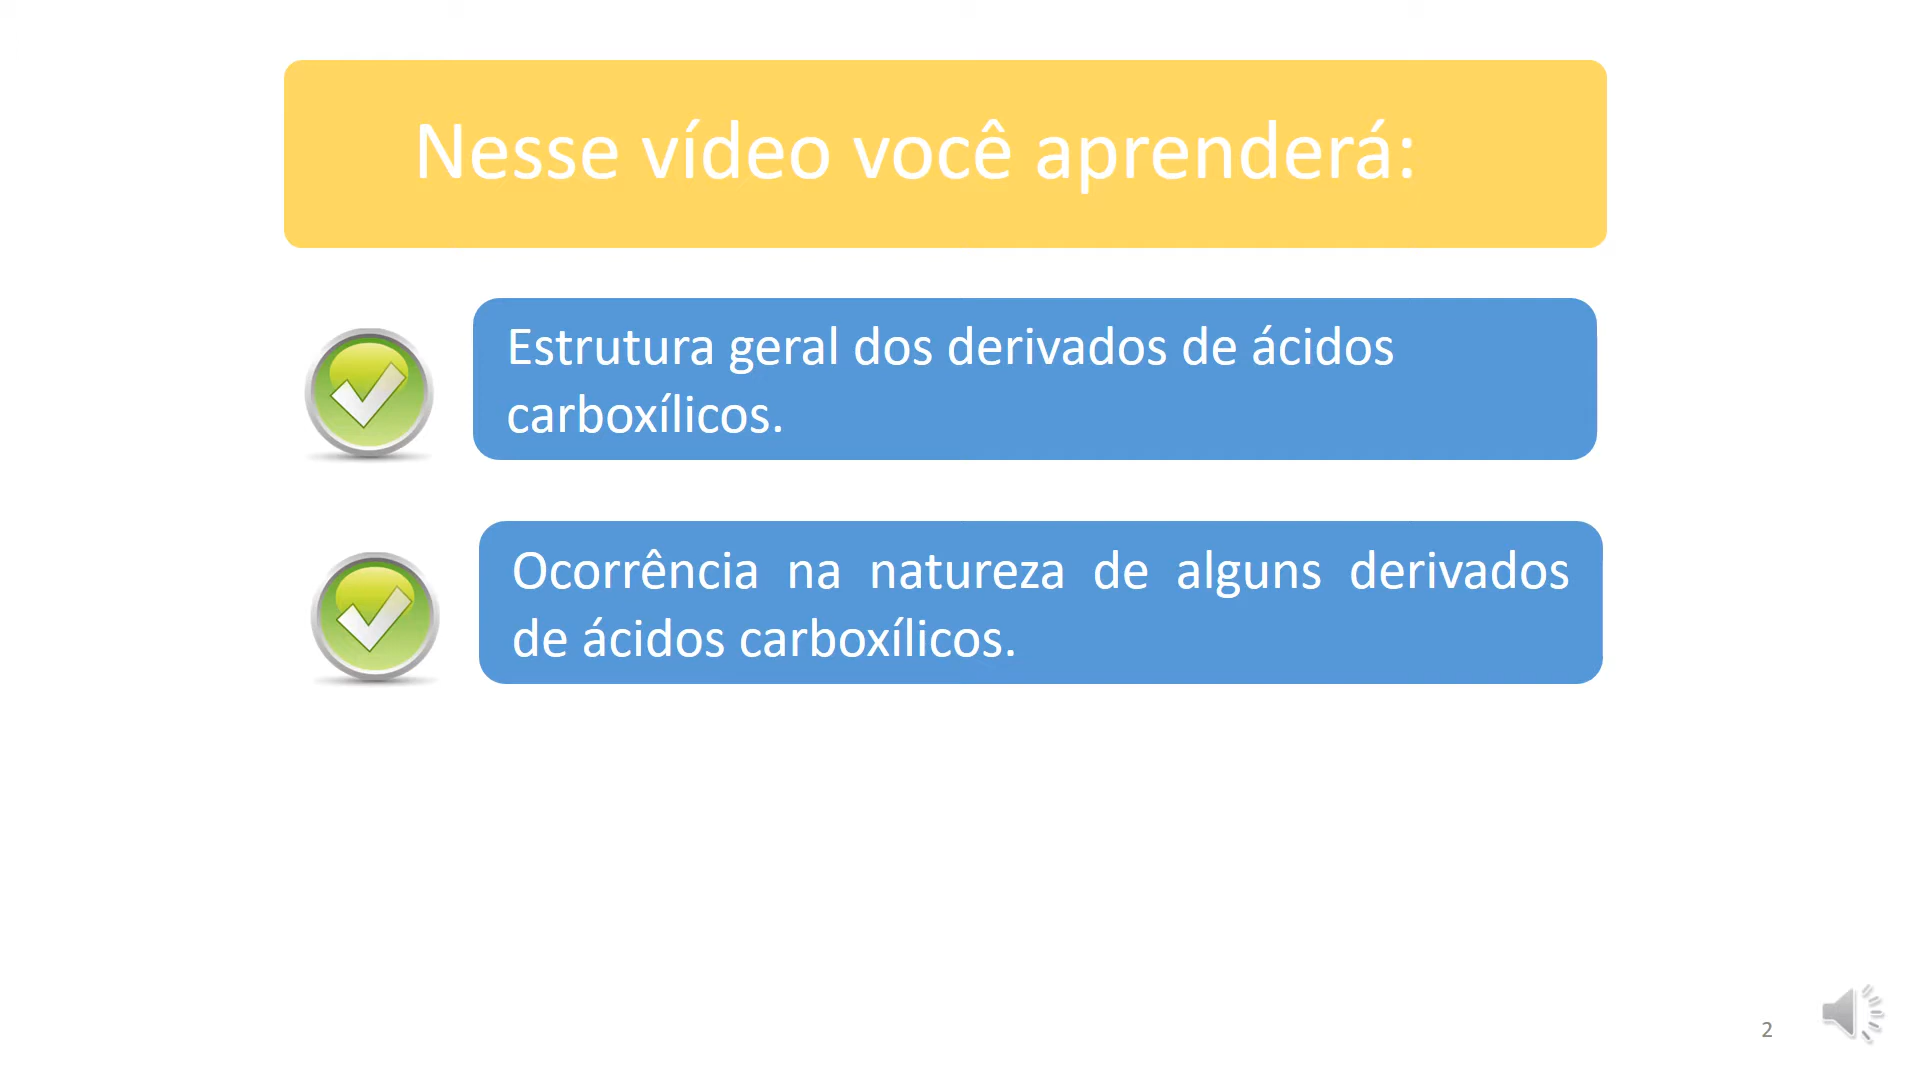 Nesse vídeo você aprenderá:
Estrutura geral dos derivados de ácidos
carboxílicos.
Ocorrência na natureza de alguns derivados
de ácidos carboxílicos.
2